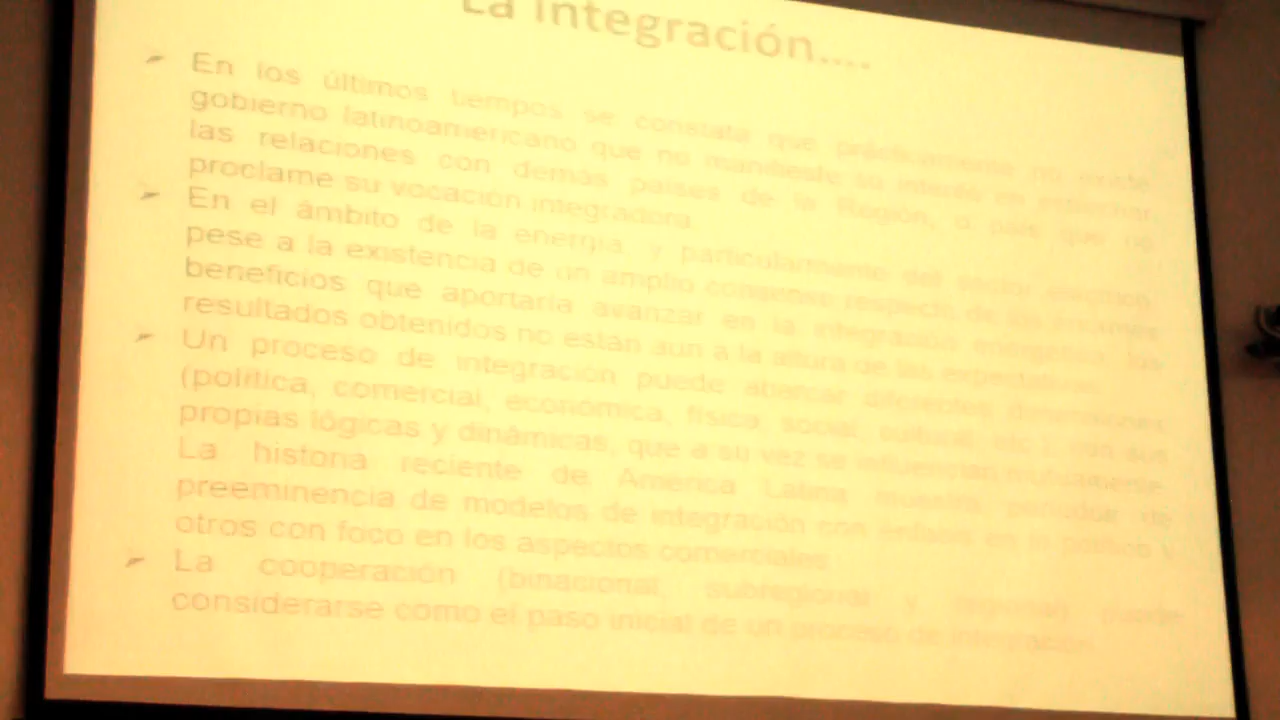 La integración....
En los últimos tiempos se constata que prácticamente no existe
gobierno latinoamericano que no manifieste su interés en estrechar
las relaciones con demás países de la Región, o país que no
proclame su vocación integradora.
En el ámbito de la energía y particularmente del sector eléctrico,
pese a la existencia de un amplio consenso respecto de los enormes
beneficios que aportaría avanzar en la integración energética, los
resultados obtenidos no están aun a la altura de las expectativas.
Un proceso de integración puede abarcar diferentes dimensiones
(política, comercial, económica, física, social, cultural, etc.), con sus
propias lógicas y dinámicas, que a su vez se influencian mutuamente.
La historia reciente de América Latina muestra períodos de
preeminencia de modelos de integración con énfasis en lo político y
otros con foco en los aspectos comerciales.
La cooperación (binacional, subregional y regional) puede
considerarse como el paso inicial de un proceso de integración.